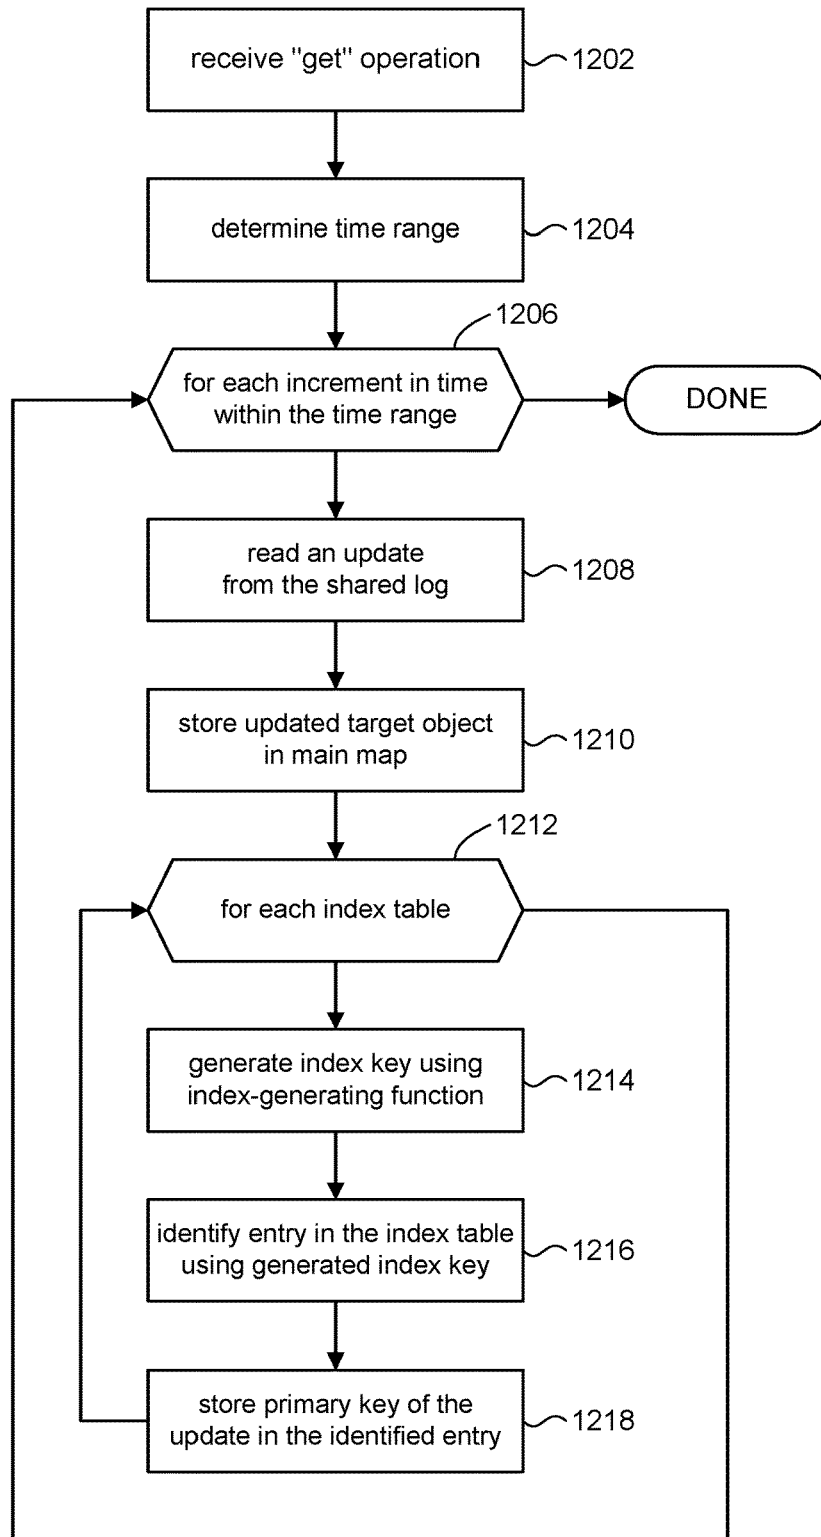 receive "get" operation
1202
determine time range
1204
1206
for each increment in time
within the time range
DONE
read an update
from the shared log
1208
store updated target object
in main map
1210
1212
for each index table
generate index key using
index-generating function
1214
identify entry in the index table
using generated index key
1216
store primary key of the
update in the identified entry
1218